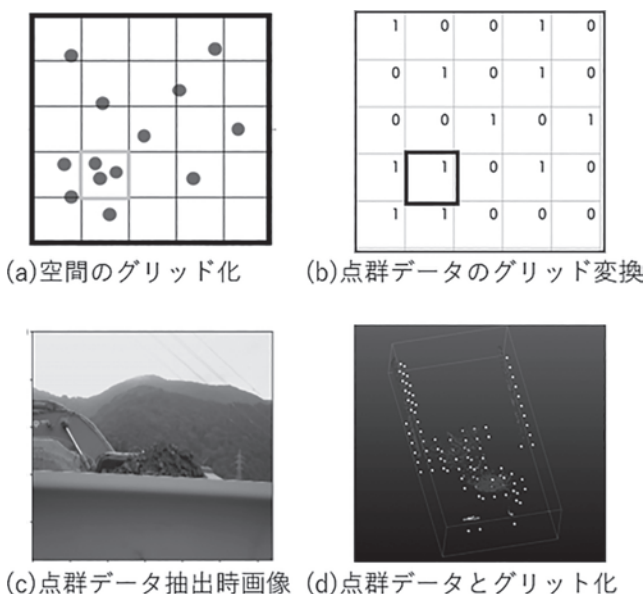 1 0 0 1 0
0 1 0 1 0
0 0 1 0 1
1 1 0 1 0
1 1 0 0 0
(a)空間のグリッド化
(b)点群データのグリッド変換
(c)点群データ抽出時画像
(d)点群データとグリット化